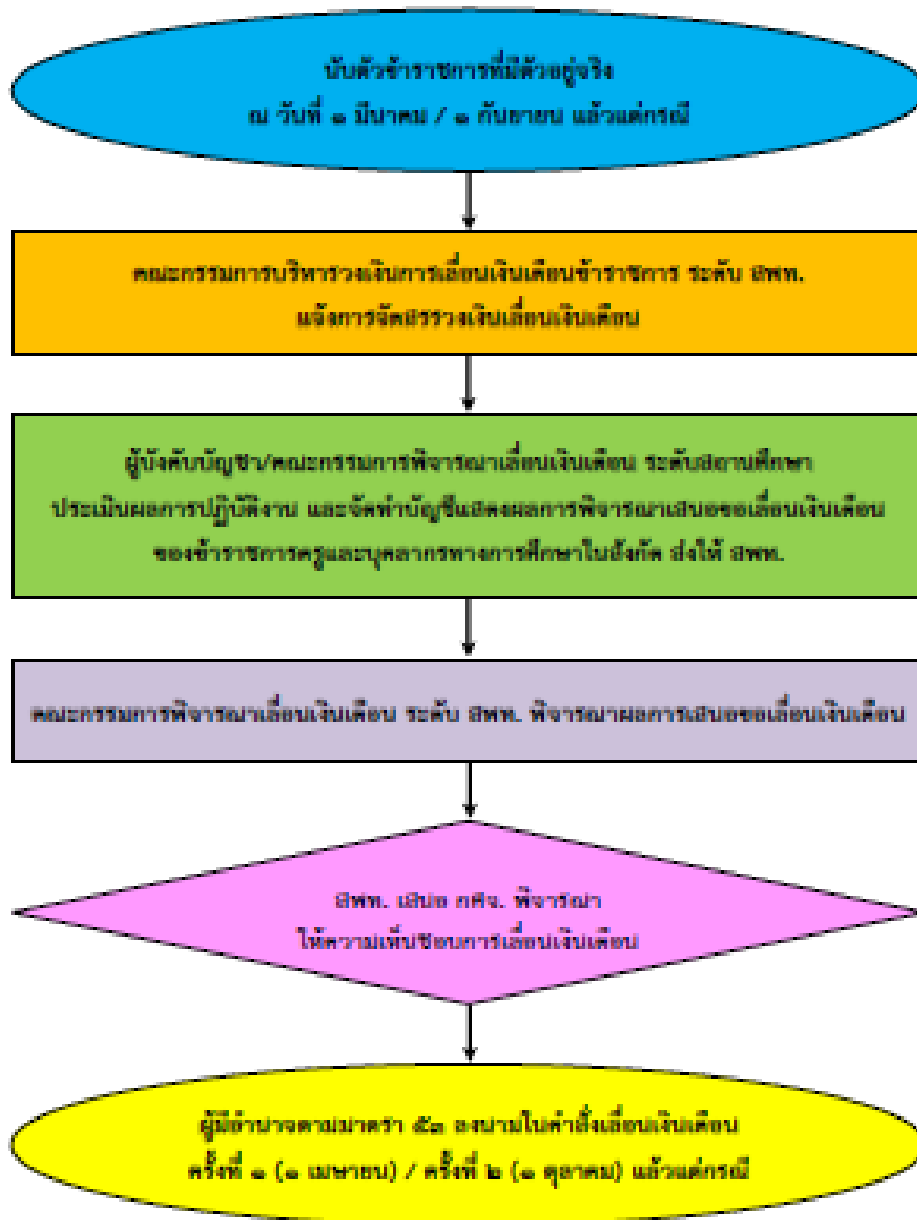 นับตัวข้าราชการที่มีตัวอยู่จริง
ณ วันที่ ๑ มีนาคม / ๑ กันยายน แล้วแต่กรณี
คณะกรรมการบริหารวงเงินการเลื่อนเงินเดือนข้าราชการ ระดับ สพท.
แจ้งการจัดสรรวงเงินเลื่อนเงินเดือน
ผู้บังคับบัญชา/คณะกรรมการพิจารณาเลื่อนเงินเดือน ระดับสถานศึกษา
ประเมินผลการปฏิบัติงาน และจัดทำบัญชีแสดงผลการพิจารณาเสนอขอเลื่อนเงินเดือน
ของข้าราชการครูและบุคลากรทางการศึกษาในสังกัด ส่งให้ สพท.
คณะกรรมการพิจารณาเลื่อนเงินเดือน ระดับ สพท. พิจารณาผลการเสนอขอเลื่อนเงินเดือน
สพท. เสนอ กศจ. พิจารณา
ให้ความเห็นชอบการเลื่อนเงินเดือน
ผู้มีอำนาจตามมาตรา ๕๓ ลงนามในคำสั่งเลื่อนเงินเดือน
ครั้งที่ ๑ (๑ เมษายน) / ครั้งที่ ๒ (๑ ตุลาคม) แล้วแต่กรณี